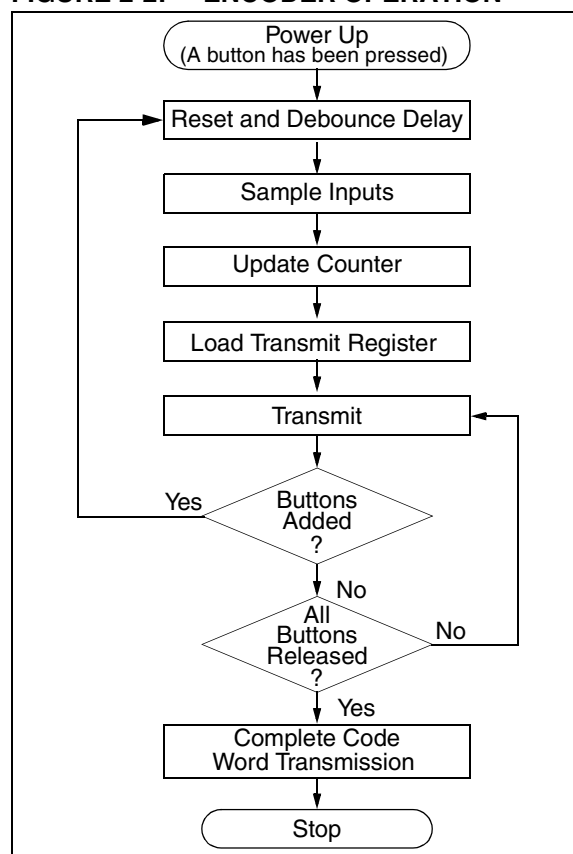 FIGURE ENCODER OPERATION
Power Up
(A button has been pressed)
Reset and Debounce Delay
Sample Inputs
Update Counter
Load Transmit Register
Transmit
Yes
Buttons
Added
?
No
All
Buttons
Released
?
No
Yes
Complete Code
Word Transmission
Stop